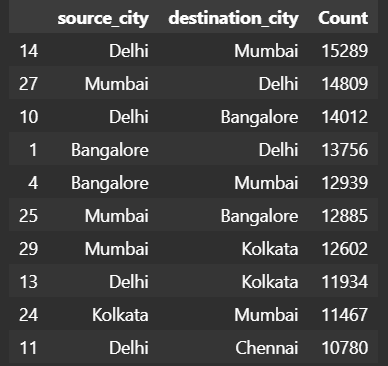 source_city destination_city Count
14 Delhi Mumbai 15289
27 Mumbai Delhi 14809
10 Delhi Bangalore 14012
1 Bangalore Delhi 13756
4 Bangalore Mumbai 12939
25 Mumbai Bangalore 12885
29 Mumbai Kolkata 12602
13 Delhi Kolkata 11934
24 Kolkata Mumbai 11467
11 Delhi Chennai 10780